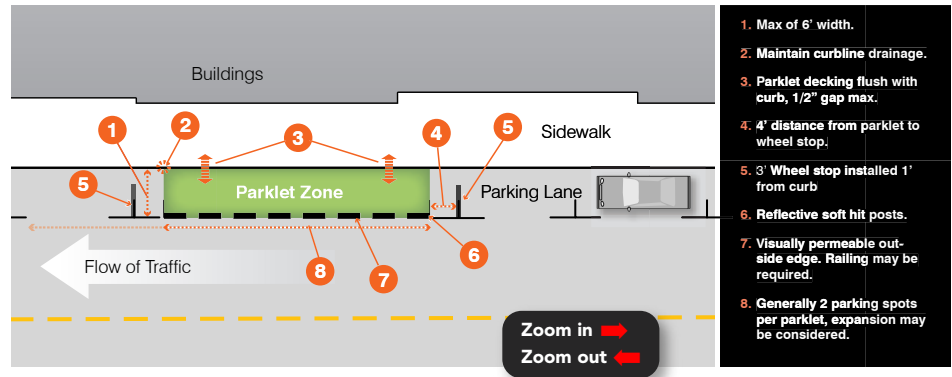 Buildings
1
2
3
4
5
Sidewalk
5
Parklet Zone
Parking Lane
6
7
8
Flow of Traffic
Zoom in
Zoom out
1. Max of 6’ width.
2. Maintain curbline drainage.
3. Parklet decking flush with
curb, 1/2” gap max.
4. 4’ distance from parklet to
wheel stop.
5. 3’ Wheel stop installed 1’
from curb
6. Reflective soft hit posts.
7. Visually permeable out-
side edge. Railing may be
required.
8. Generally 2 parking spots
per parklet, expansion may
be considered.